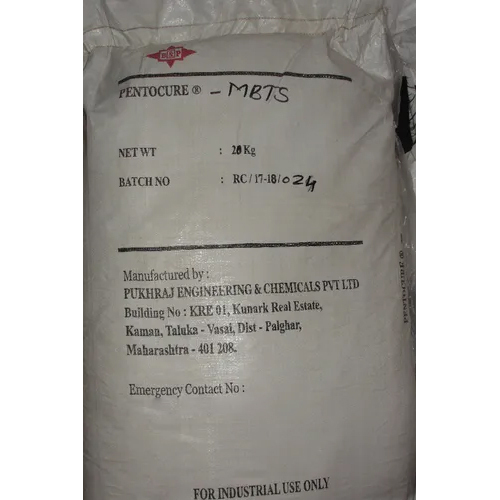 PENTOCURE ® - MBTS
NET WT : 20 Kg
BATCH NO : RC/17-18/024
Manufactured by :
PUKHRAJ ENGINEERING & CHEMICALS PVT LTD
Building No : KRE 01, Kunark Real Estate,
Kaman, Taluka - Vasai, Dist - Palghar,
Maharashtra - 401 208.
Emergency Contact No :
FOR INDUSTRIAL USE ONLY
PENTOCURE ® -